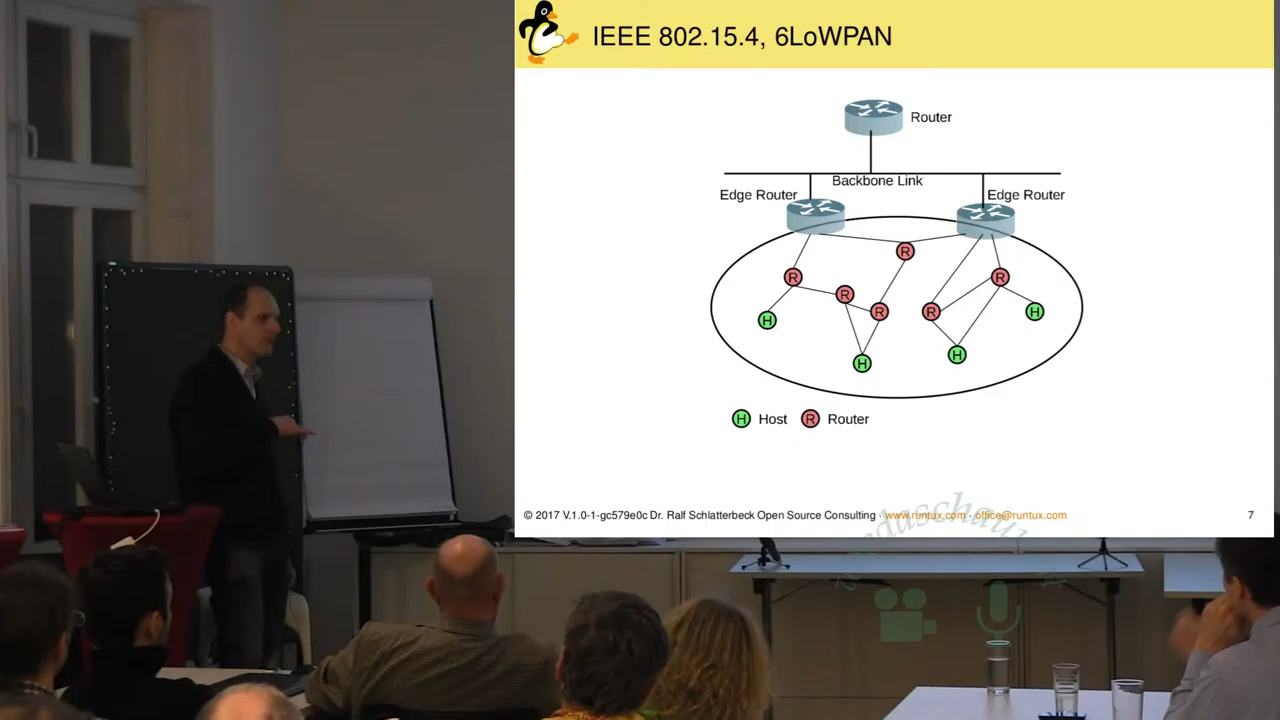 IEEE 802.15.4, 6LoWPAN
Router
Backbone Link
Edge Router
Edge Router
R
R
R
R
R
R
R
H
H
H
H
H Host R Router
© 2017 V.1.0-1-gc579e0c Dr. Ralf Schlatterbeck Open Source Consulting · www.runtux.com · office@runtux.com
7